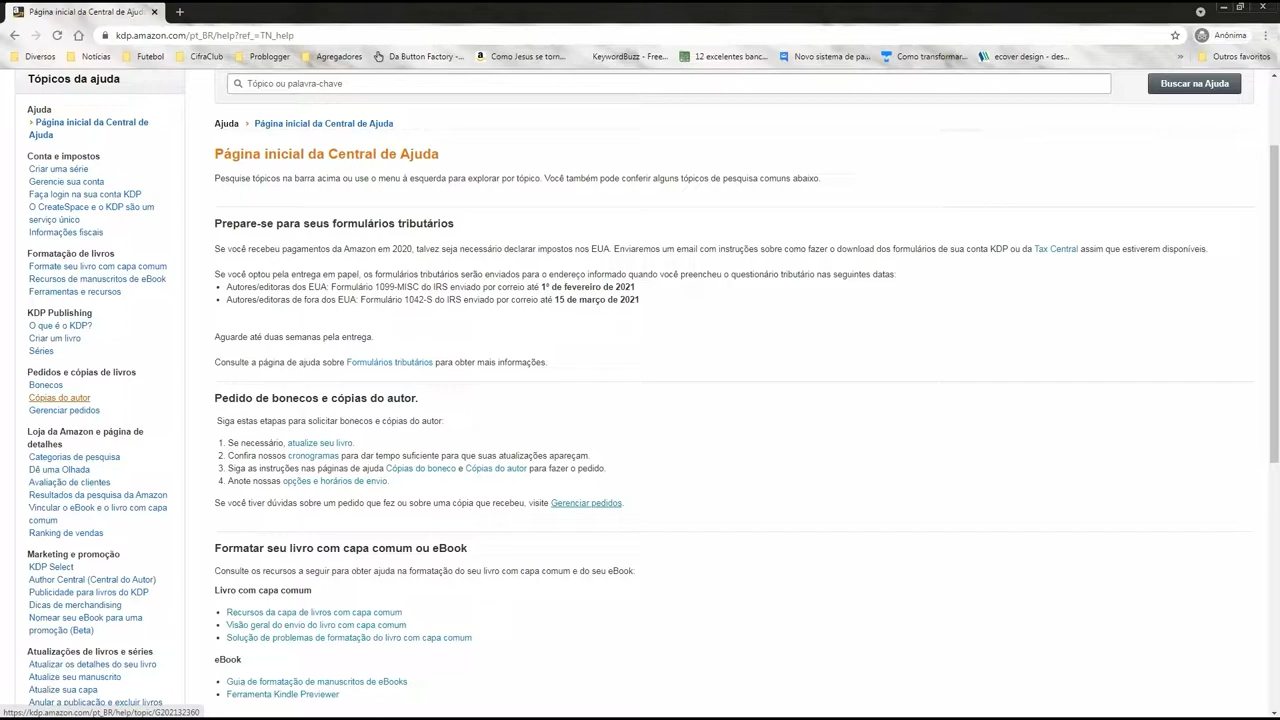 Página inicial da Central de Ajuda
kdp.amazon.com/pt_BR/help?ref_=TN_help
Anônima
Diversos
Notícias
Futebol
CifraClub
Problogger
Agregadores
Da Button Factory -...
Como Jesus se torn...
KeywordBuzz - Free...
12 excelentes banc...
Novo sistema de pa...
Como transformar...
ecover design - des...
» Outros favoritos
Tópicos da ajuda
Ajuda
› Página inicial da Central de
Ajuda
Conta e impostos
Criar uma série
Gerencie sua conta
Faça login na sua conta KDP
O CreateSpace e o KDP são um
serviço único
Informações fiscais
Formatação de livros
Formate seu livro com capa comum
Recursos de manuscritos de eBook
Ferramentas e recursos
KDP Publishing
O que é o KDP?
Criar um livro
Séries
Pedidos e cópias de livros
Bonecos
Cópias do autor
Gerenciar pedidos
Loja da Amazon e página de
detalhes
Categorias de pesquisa
Dê uma Olhada
Avaliação de clientes
Resultados da pesquisa da Amazon
Vincular o eBook e o livro com capa
comum
Ranking de vendas
Marketing e promoção
KDP Select
Author Central (Central do Autor)
Publicidade para livros do KDP
Dicas de merchandising
Nomear seu eBook para uma
promoção (Beta)
Atualizações de livros e séries
Atualizar os detalhes do seu livro
Atualize seu manuscrito
Atualize sua capa
Anular a publicação e excluir livros
https://kdp.amazon.com/pt_BR/help/topic/G202132360
Tópico ou palavra-chave
Buscar na Ajuda
Ajuda › Página inicial da Central de Ajuda
Página inicial da Central de Ajuda
Pesquise tópicos na barra acima ou use o menu à esquerda para explorar por tópico. Você também pode conferir alguns tópicos de pesquisa comuns abaixo.
Prepare-se para seus formulários tributários
Se você recebeu pagamentos da Amazon em 2020, talvez seja necessário declarar impostos nos EUA. Enviaremos um email com instruções sobre como fazer o download dos formulários de sua conta KDP ou da Tax Central assim que estiverem disponíveis.
Se você optou pela entrega em papel, os formulários tributários serão enviados para o endereço informado quando você preencheu o questionário tributário nas seguintes datas:
• Autores/editoras dos EUA: Formulário 1099-MISC do IRS enviado por correio até 1º de fevereiro de 2021
• Autores/editoras de fora dos EUA: Formulário 1042-S do IRS enviado por correio até 15 de março de 2021
Aguarde até duas semanas pela entrega.
Consulte a página de ajuda sobre Formulários tributários para obter mais informações.
Pedido de bonecos e cópias do autor.
Siga estas etapas para solicitar bonecos e cópias do autor:
1. Se necessário, atualize seu livro.
2. Confira nossos cronogramas para dar tempo suficiente para que suas atualizações apareçam.
3. Siga as instruções nas páginas de ajuda Cópias do boneco e Cópias do autor para fazer o pedido.
4. Anote nossas opções e horários de envio.
Se você tiver dúvidas sobre um pedido que fez ou sobre uma cópia que recebeu, visite Gerenciar pedidos.
Formatar seu livro com capa comum ou eBook
Consulte os recursos a seguir para obter ajuda na formatação do seu livro com capa comum e do seu eBook:
Livro com capa comum
• Recursos da capa de livros com capa comum
• Visão geral do envio do livro com capa comum
• Solução de problemas de formatação do livro com capa comum
eBook
• Guia de formatação de manuscritos de eBooks
• Ferramenta Kindle Previewer